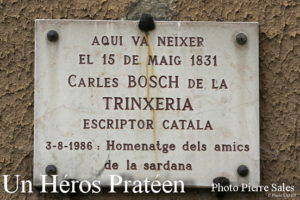 AQUI VA NEIXER
EL 15 DE MAIG 1831
CARLES BOSCH DE LA
TRINXERIA
ESCRIPTOR CATALA
3-8-1986 : Homenatge dels amics
de la sardana
Un Héros Pratéen
Photo Pierre Sales